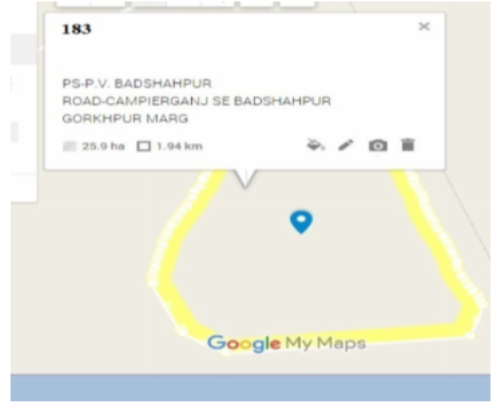 183
PS-P.V. BADSHAHPUR
ROAD-CAMPIERGANJ SE BADSHAHPUR
GORKHPUR MARG
25.9 ha 1.94 km
Google My Maps